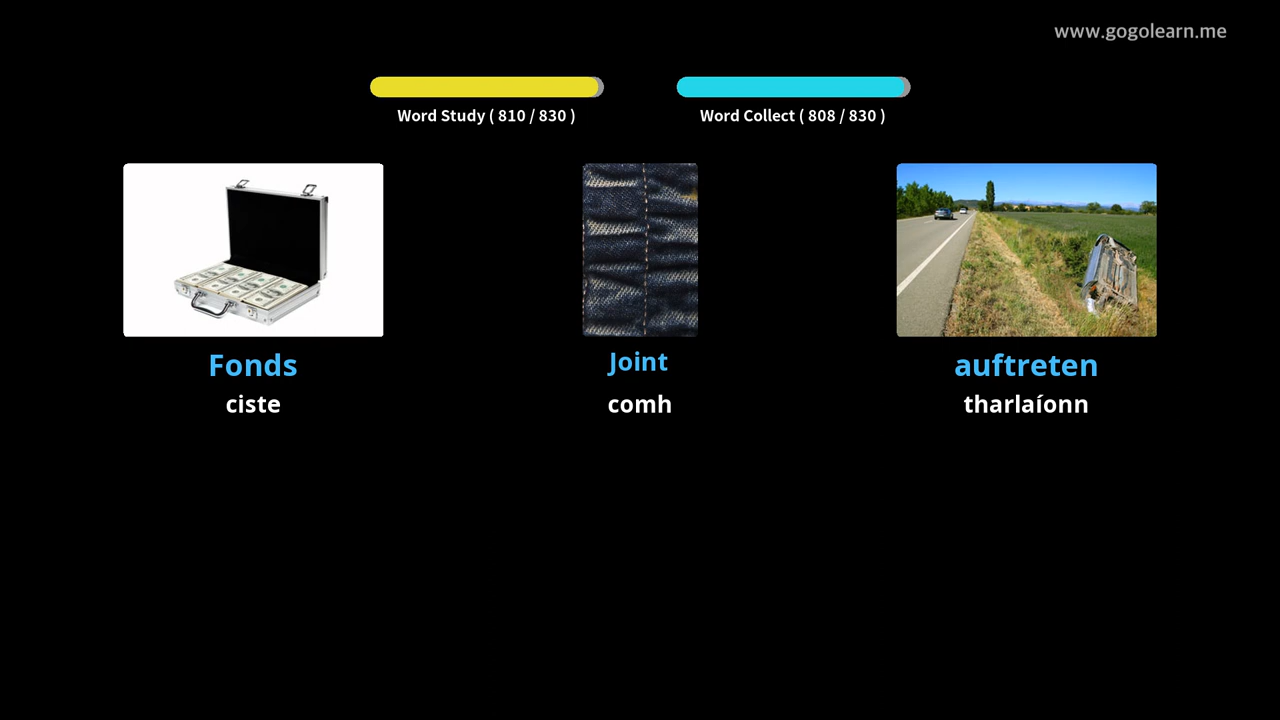 www.gogolearn.me
Word Study ( 810 / 830 )
Word Collect ( 808 / 830 )
Fonds
Joint
auftreten
ciste
comh
tharlaíonn